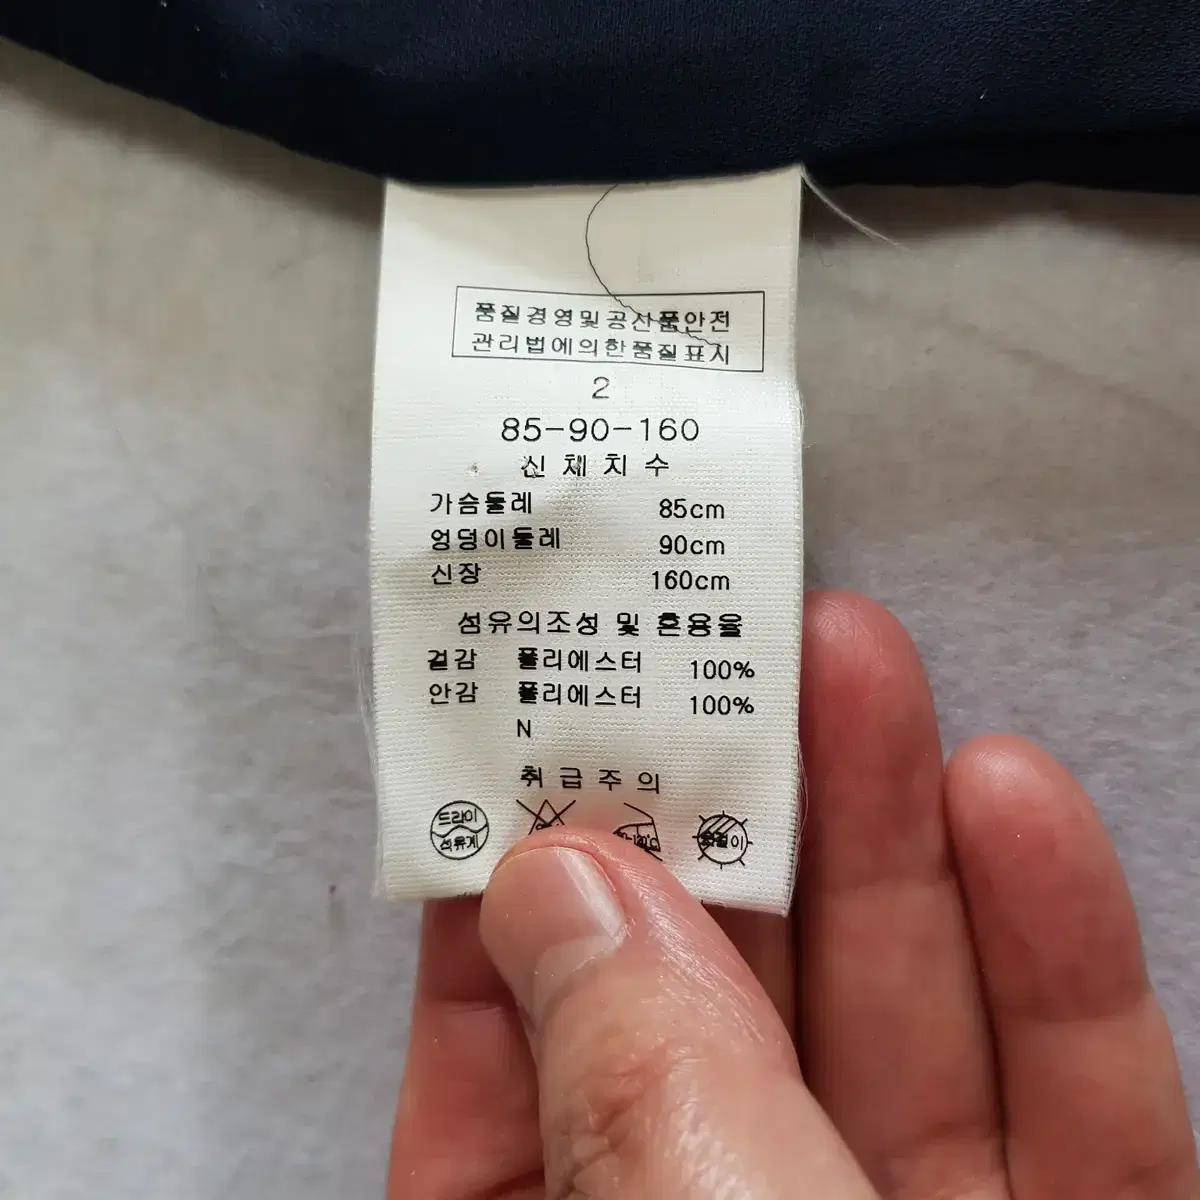 품질경영및공산품안전
관리법에의한품질표지
2
85-90-160
신체치수
가슴둘레 85cm
엉덩이둘레 90cm
신장 160cm
섬유의조성 및 혼용율
겉감 폴리에스터 100%
안감 폴리에스터 100%
N
취급주의
드라이
석유계